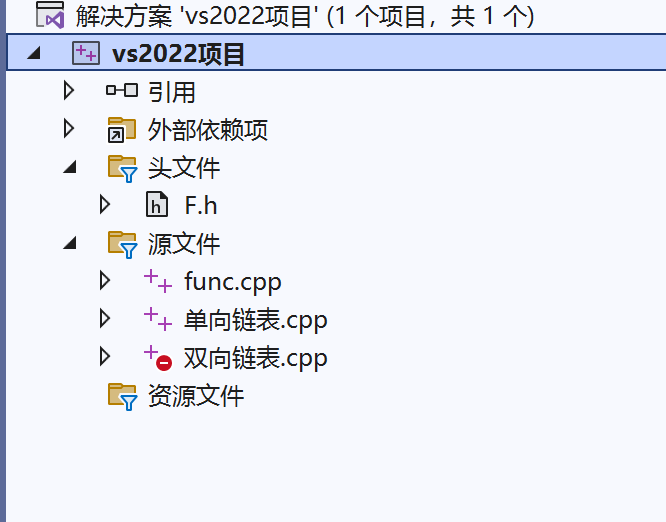 解决方案 'vs2022项目' (1 个项目，共 1 个)
vs2022项目
引用
外部依赖项
头文件
F.h
源文件
func.cpp
单向链表.cpp
双向链表.cpp
资源文件